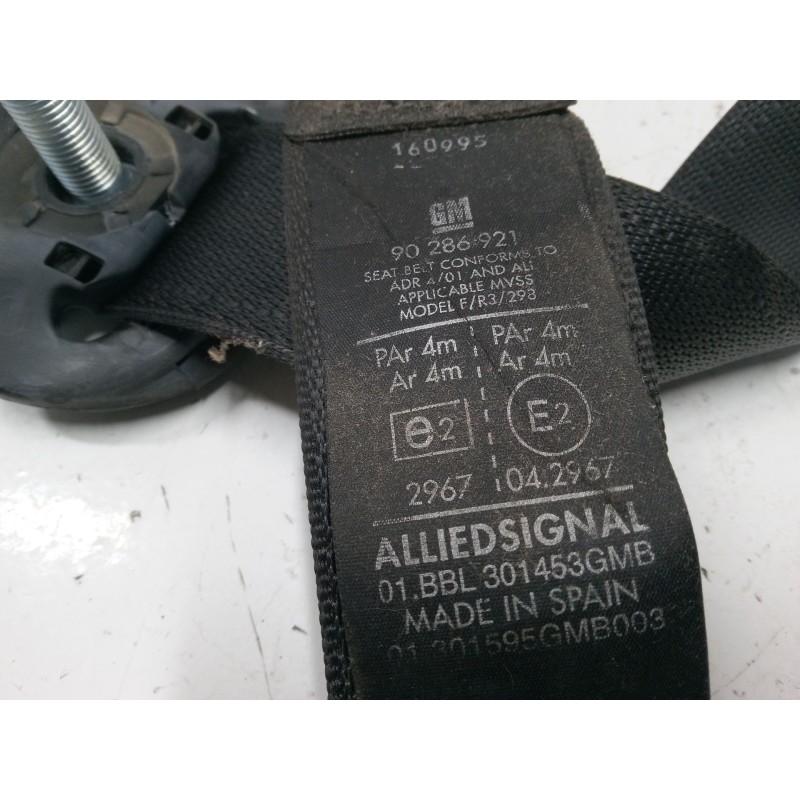 160995
GM
90 286 921
SEAT BELT CONFORMS TO
ADR 4/01 AND ALL
APPLICABLE MVSS
MODEL F/R3/298
PAr 4m PAr 4m
Ar 4m Ar 4m
e2 E2
2967 04.2967
ALLIEDSIGNAL
01.BBL 301453GMB
MADE IN SPAIN
01 301595GMB003